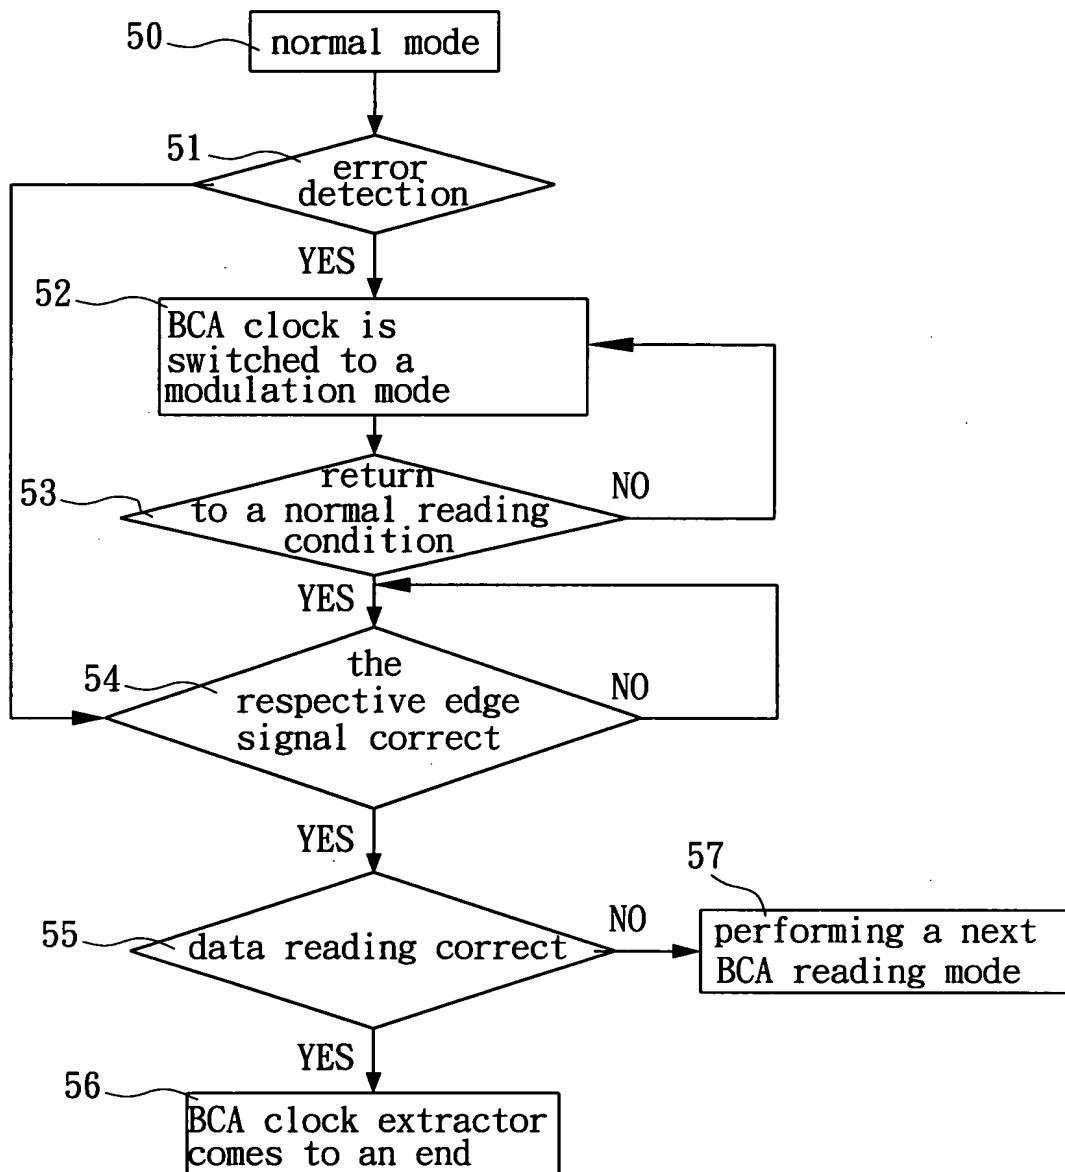 50
normal mode
51
error
detection
YES
52
BCA clock is
switched to a
modulation mode
53
return
to a normal reading
condition
NO
YES
54
the
respective edge
signal correct
NO
YES
57
55
data reading correct
NO
performing a next
BCA reading mode
YES
56
BCA clock extractor
comes to an end